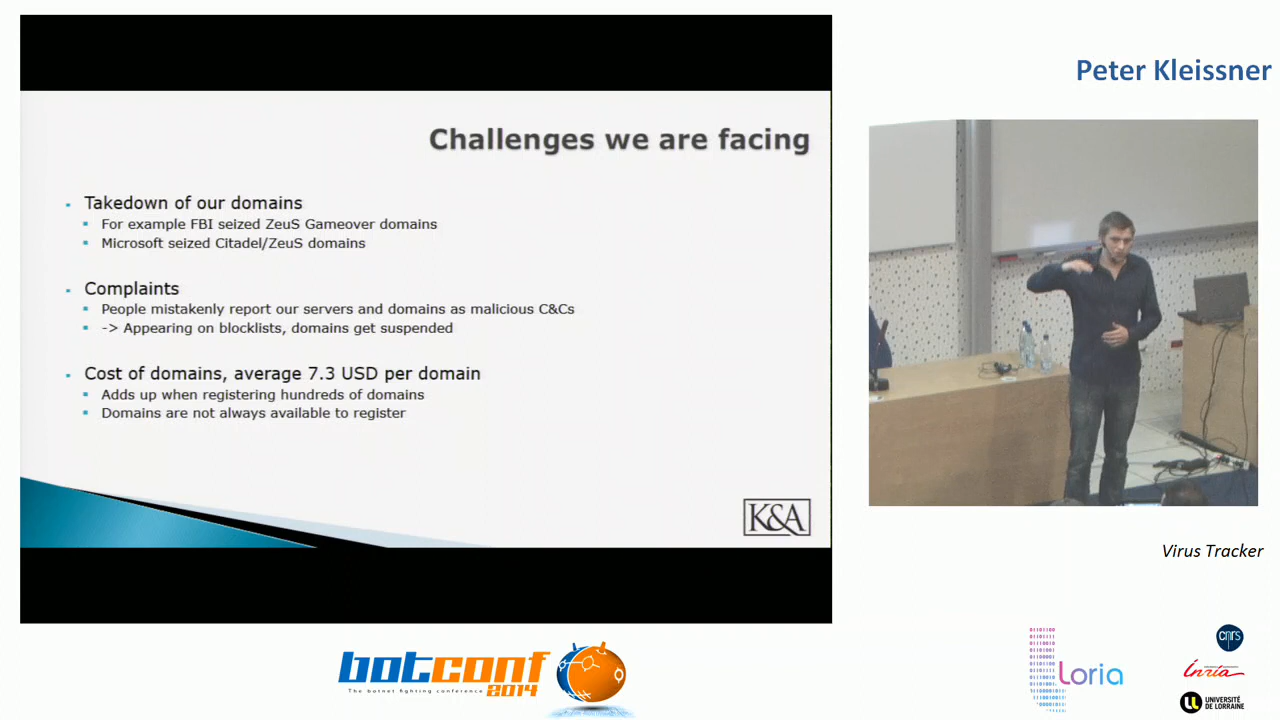 Peter Kleissner
Challenges we are facing
Takedown of our domains
For example FBI seized ZeuS Gameover domains
Microsoft seized Citadel/ZeuS domains
Complaints
People mistakenly report our servers and domains as malicious C&Cs
-> Appearing on blocklists, domains get suspended
Cost of domains, average 7.3 USD per domain
Adds up when registering hundreds of domains
Domains are not always available to register
K&A
Virus Tracker
botconf
2014
The botnet fighting conference
Loria
cnrs
Inria
UNIVERSITÉ
DE LORRAINE